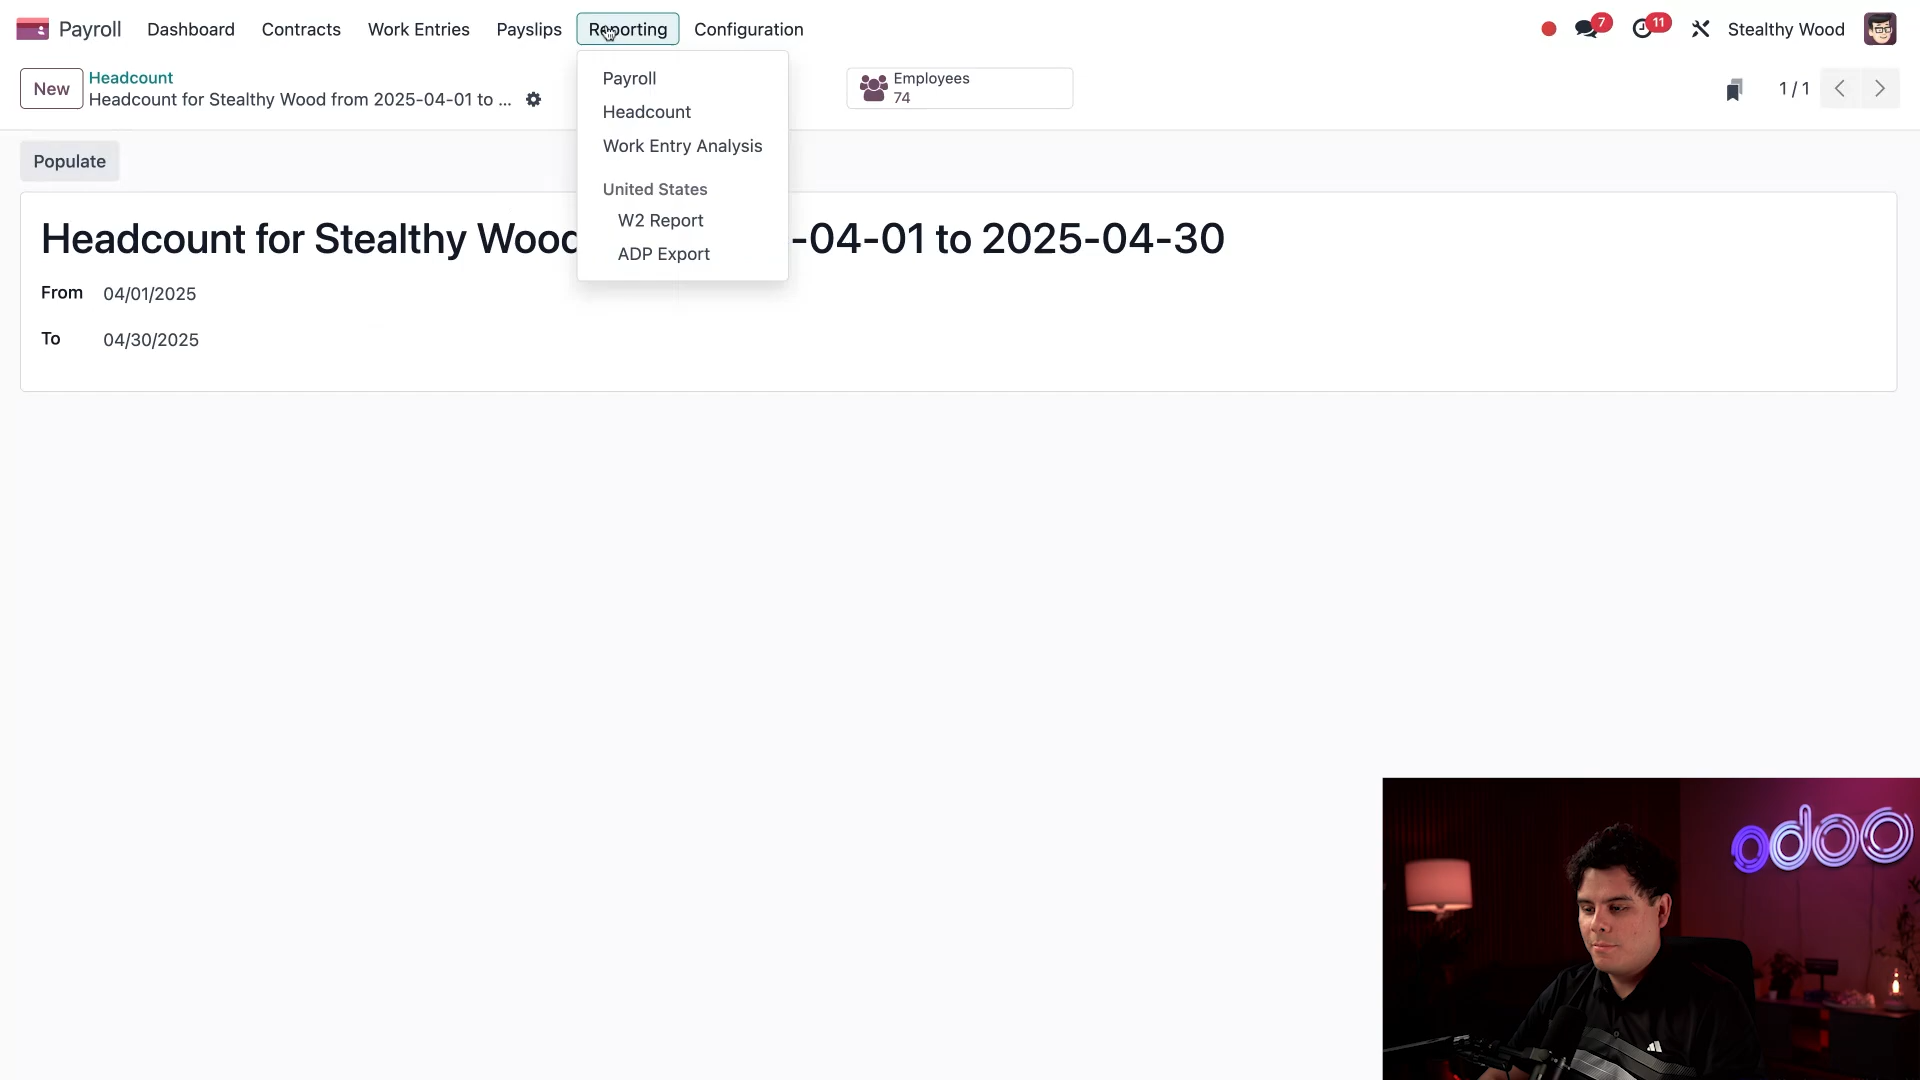 Payroll
Dashboard
Contracts
Work Entries
Payslips
Reporting
Configuration
7
11
Stealthy Wood
New
Headcount
Headcount for Stealthy Wood from 2025-04-01 to ...
Employees
74
1 / 1
Payroll
Headcount
Work Entry Analysis
United States
W2 Report
ADP Export
Populate
Headcount for Stealthy Wood -04-01 to 2025-04-30
From 04/01/2025
To 04/30/2025
odoo